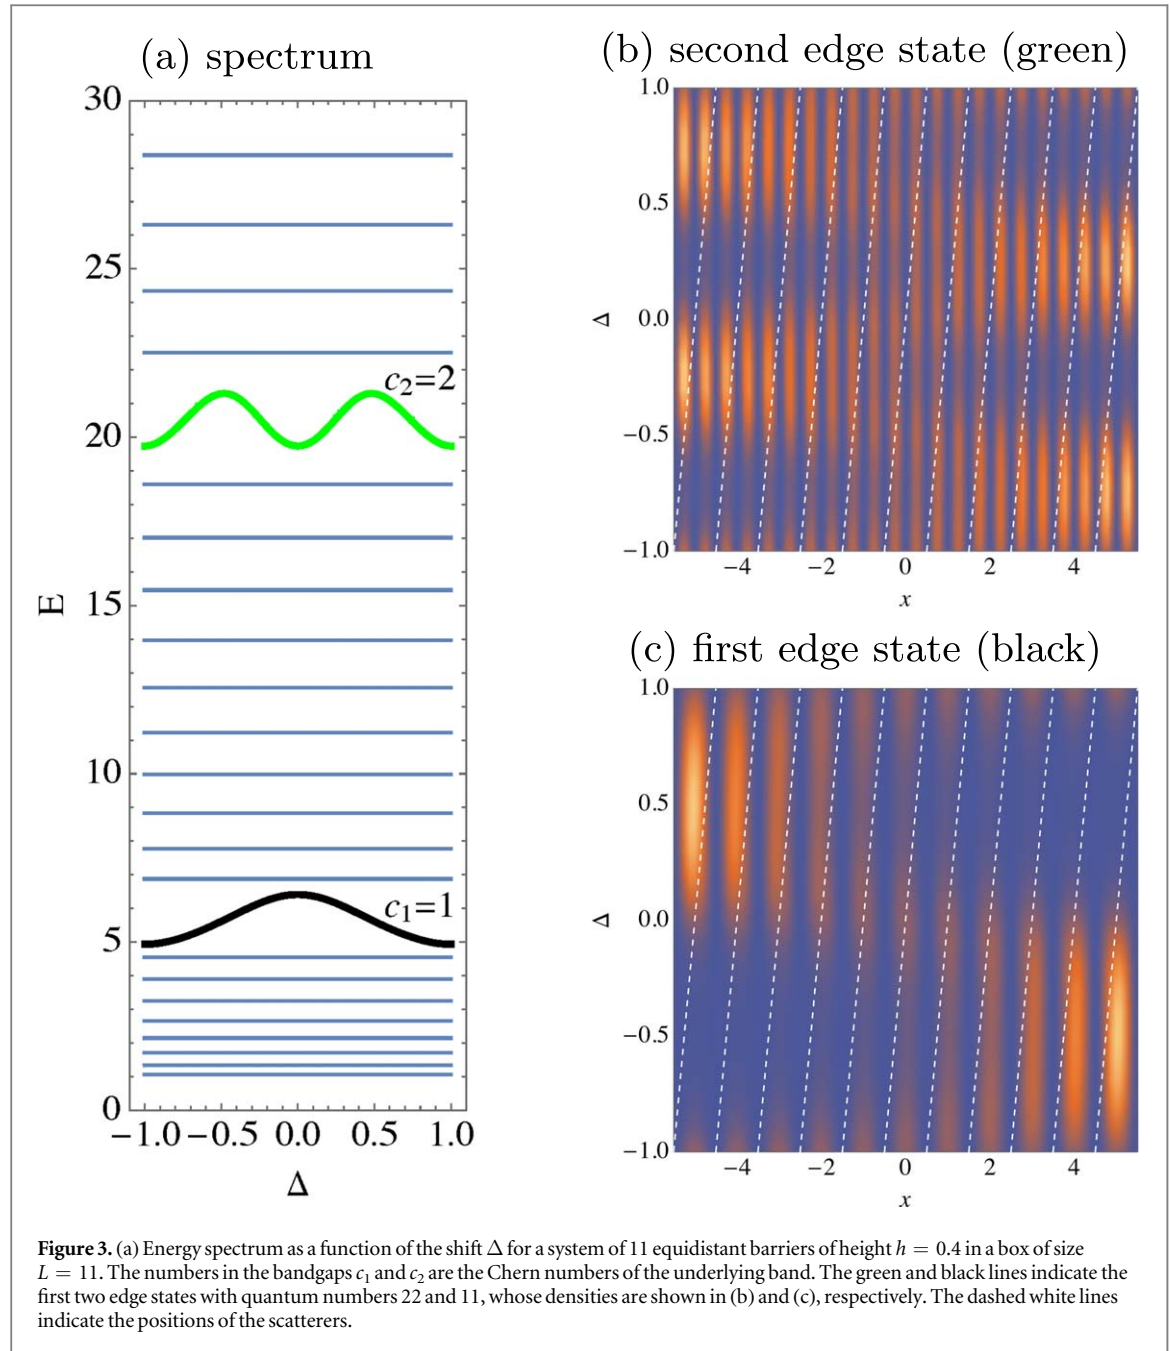 (a) spectrum
30
25
20
15
10
5
0
E
c₂=2
c₁=1
−1.0 −0.5 0.0 0.5 1.0
Δ
(b) second edge state (green)
1.0
0.5
0.0
−0.5
−1.0
Δ
−4 −2 0 2 4
x
(c) first edge state (black)
1.0
0.5
0.0
−0.5
−1.0
Δ
−4 −2 0 2 4
x
Figure 3. (a) Energy spectrum as a function of the shift Δ for a system of 11 equidistant barriers of height h = 0.4 in a box of size
L = 11. The numbers in the bandgaps c₁ and c₂ are the Chern numbers of the underlying band. The green and black lines indicate the
first two edge states with quantum numbers 22 and 11, whose densities are shown in (b) and (c), respectively. The dashed white lines
indicate the positions of the scatterers.